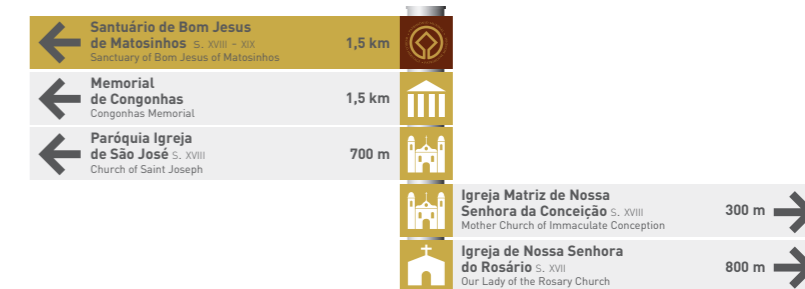 Santuário de Bom Jesus
de Matosinhos S. XVIII - XIX 1,5 km
Sanctuary of Bom Jesus of Matosinhos
Memorial
de Congonhas 1,5 km
Congonhas Memorial
Paróquia Igreja
de São José S. XVIII 700 m
Church of Saint Joseph
Igreja Matriz de Nossa
Senhora da Conceição S. XVIII 300 m
Mother Church of Immaculate Conception
Igreja de Nossa Senhora
do Rosário S. XVII 800 m
Our Lady of the Rosary Church